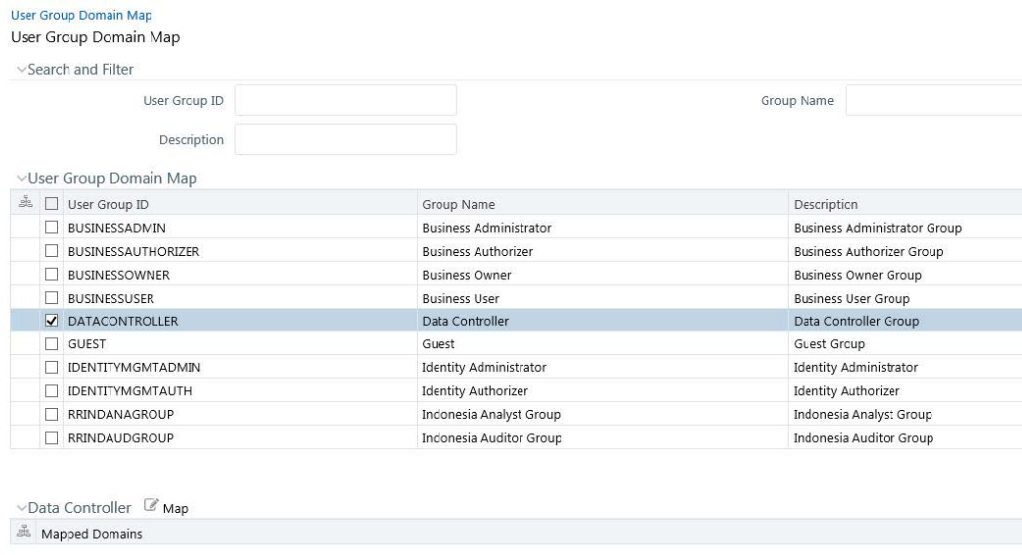 User Group Domain Map
User Group Domain Map
Search and Filter
User Group ID Group Name
Description
User Group Domain Map
User Group ID Group Name Description
BUSINESSADMIN Business Administrator Business Administrator Group
BUSINESSAUTHORIZER Business Authorizer Business Authorizer Group
BUSINESSOWNER Business Owner Business Owner Group
BUSINESSUSER Business User Business User Group
DATACONTROLLER Data Controller Data Controller Group
GUEST Guest Guest Group
IDENTITYMGMTADMIN Identity Administrator Identity Administrator
IDENTITYMGMTAUTH Identity Authorizer Identity Authorizer
RRINDANAGROUP Indonesia Analyst Group Indonesia Analyst Group
RRINDAUDGROUP Indonesia Auditor Group Indonesia Auditor Group
Data Controller Map
Mapped Domains